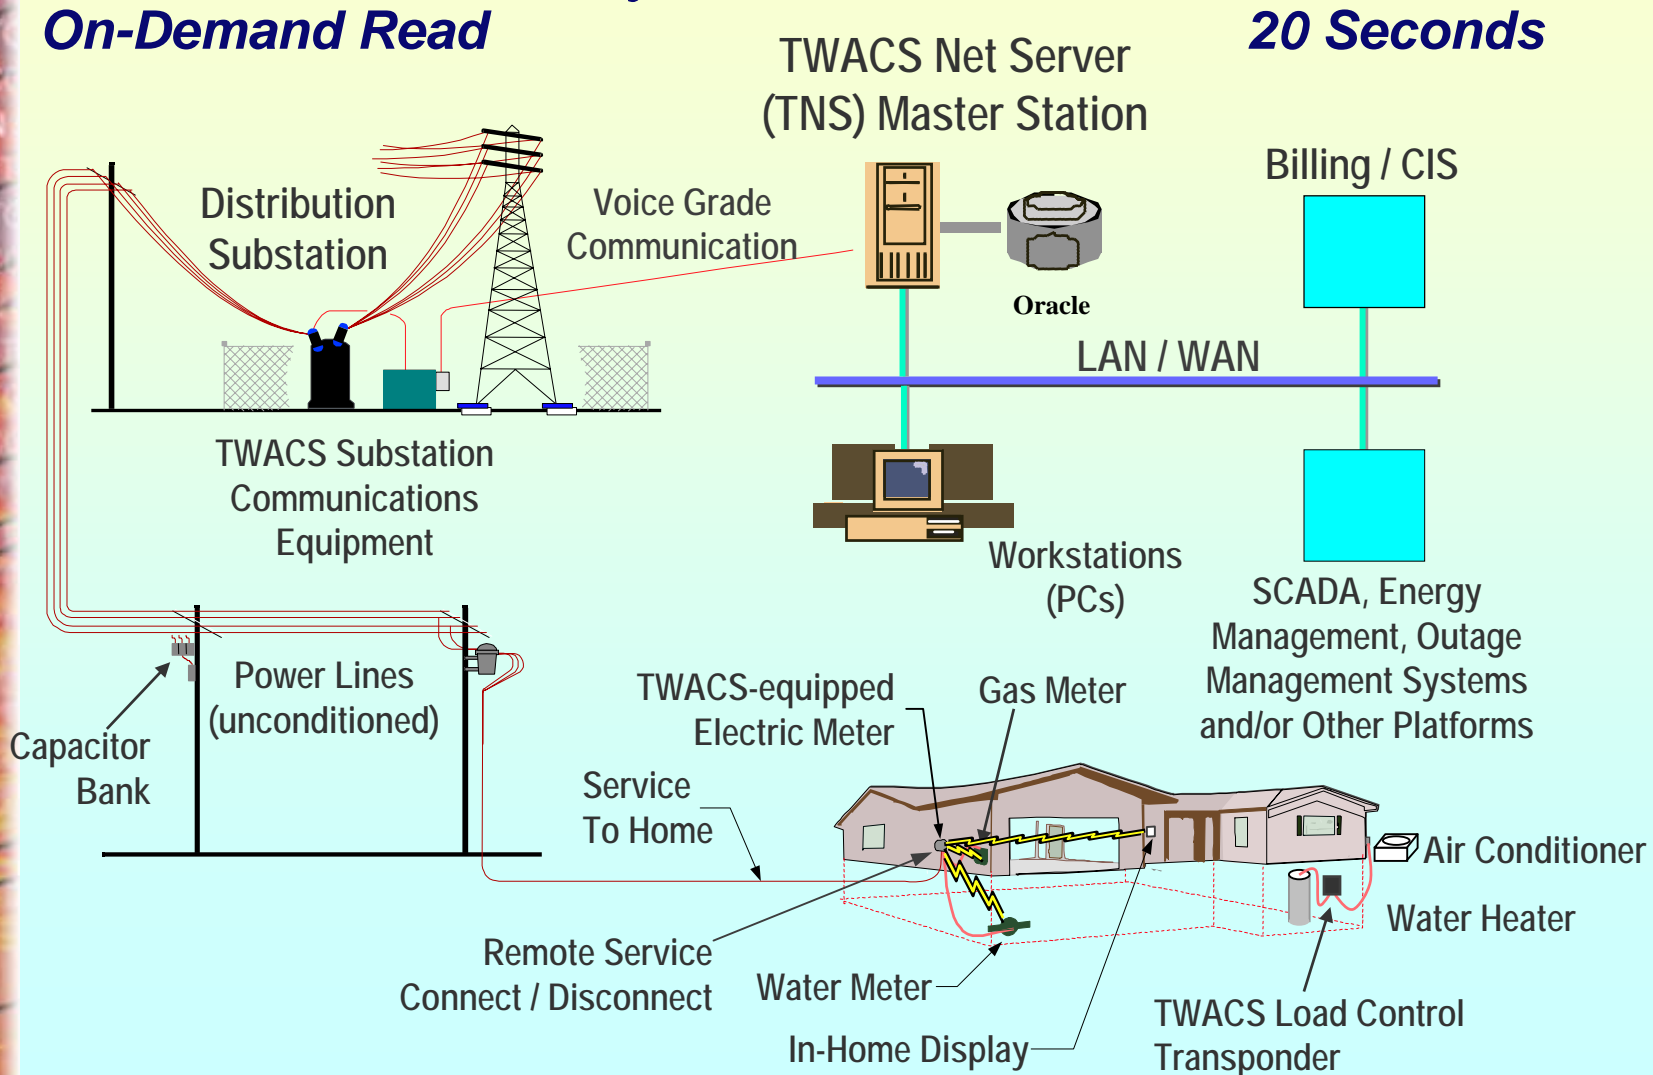 On-Demand Read
20 Seconds
TWACS Net Server
(TNS) Master Station
Billing / CIS
Distribution
Substation
Voice Grade
Communication
Oracle
LAN / WAN
TWACS Substation
Communications
Equipment
Workstations
(PCs)
SCADA, Energy
Management, Outage
Management Systems
and/or Other Platforms
Power Lines
(unconditioned)
Capacitor
Bank
TWACS-equipped
Electric Meter
Gas Meter
Service
To Home
Air Conditioner
Water Heater
Remote Service
Connect / Disconnect
Water Meter
In-Home Display
TWACS Load Control
Transponder